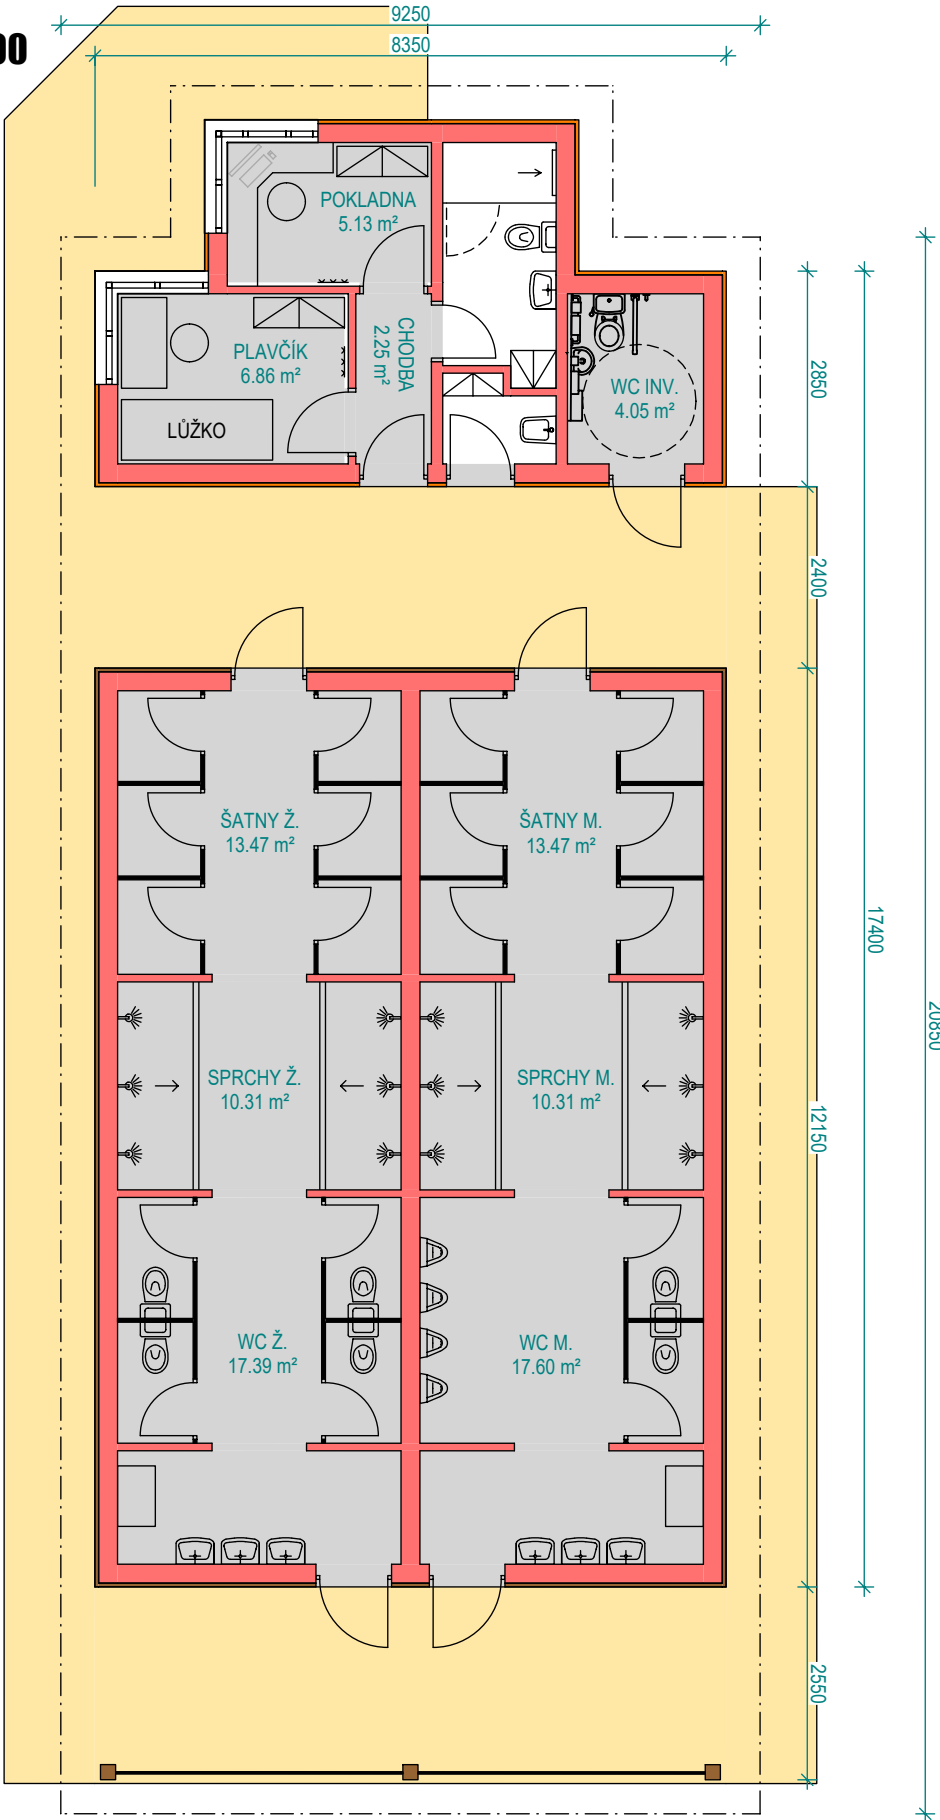 9250
00
8350
POKLADNA
5.13 m²
CHODBA
2.25 m²
PLAVČÍK
6.86 m²
LŮŽKO
WC INV.
4.05 m²
2850
2400
ŠATNY Ž.
13.47 m²
ŠATNY M.
13.47 m²
17400
20850
SPRCHY Ž.
10.31 m²
SPRCHY M.
10.31 m²
12150
WC Ž.
17.39 m²
WC M.
17.60 m²
2550